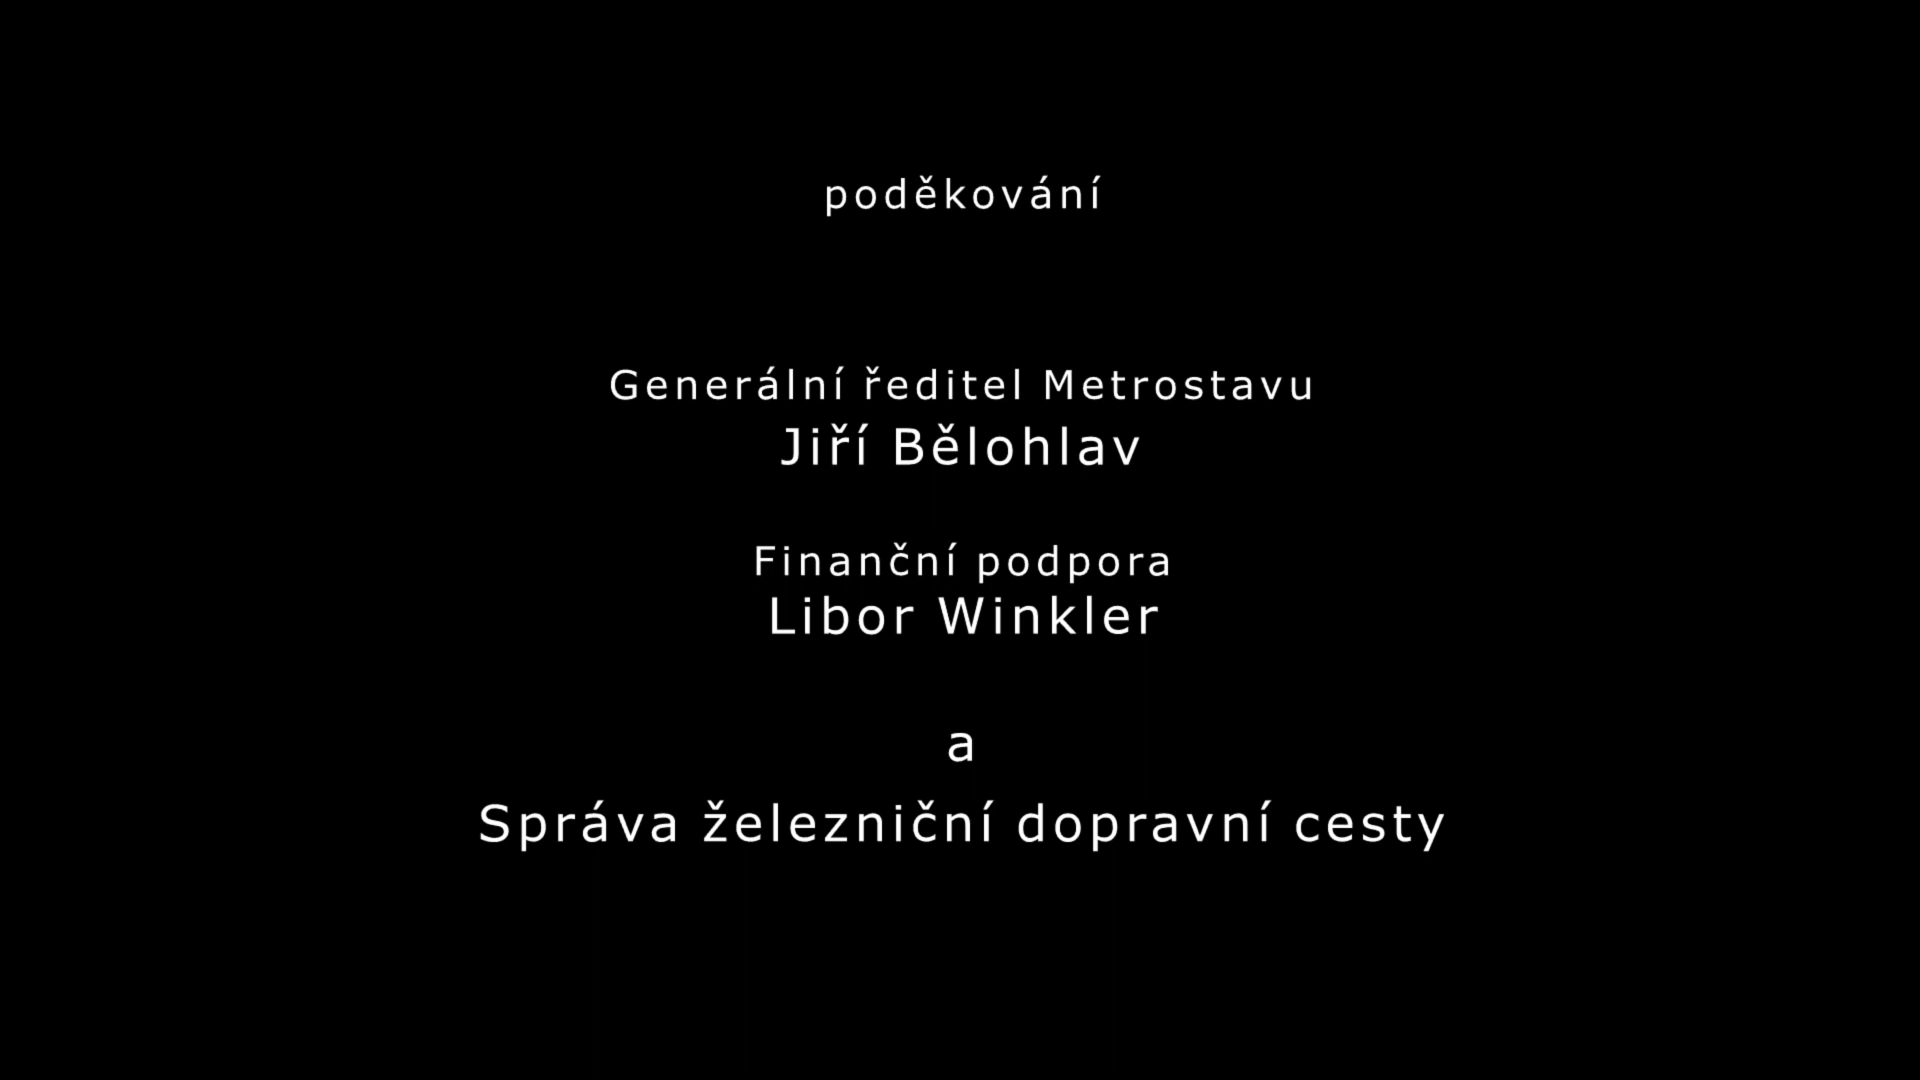 poděkování
Generální ředitel Metrostavu
Jiří Bělohlav
Finanční podpora
Libor Winkler
a
Správa železniční dopravní cesty